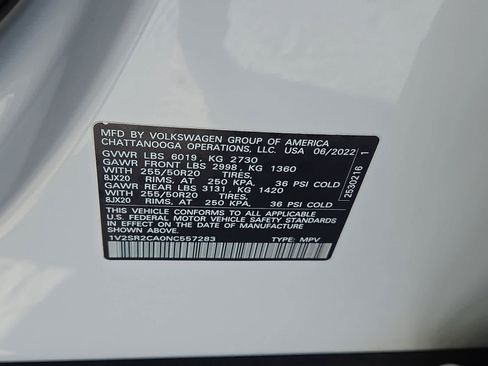 MFD BY VOLKSWAGEN GROUP OF AMERICA
CHATTANOOGA OPERATIONS, LLC. USA 06/2022
GVWR LBS 6019, KG 2730
GAWR FRONT LBS 2998, KG 1360
WITH 255/50R20 TIRES,
8JX20 RIMS, AT 250 KPA. 36 PSI COLD
GAWR REAR LBS 3131, KG 1420
WITH 255/50R20 TIRES,
8JX20 RIMS, AT 250 KPA. 36 PSI COLD
THIS VEHICLE CONFORMS TO ALL APPLICABLE
U.S. FEDERAL MOTOR VEHICLE SAFETY STANDARDS
IN EFFECT ON THE DATE OF MANUFACTURE
SHOWN ABOVE.
1V2SR2CA0NC557283 TYPE: MPV
2830216 1